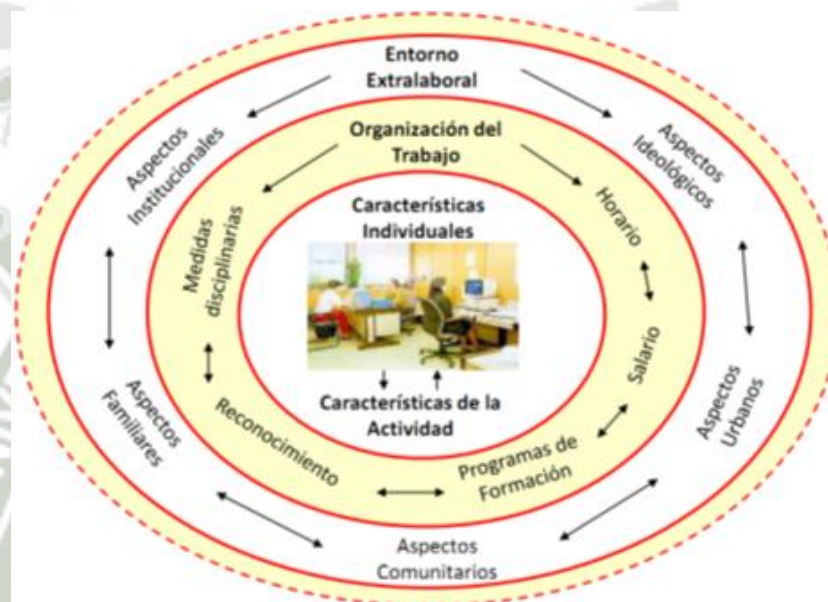 Entorno
Extralaboral
Aspectos
Institucionales
Aspectos
Ideológicos
Organización del
Trabajo
Medidas
disciplinarias
Horario
Características
Individuales
Características de la
Actividad
Salario
Reconocimiento
Programas de
Formación
Aspectos
Familiares
Aspectos
Urbanos
Aspectos
Comunitarios